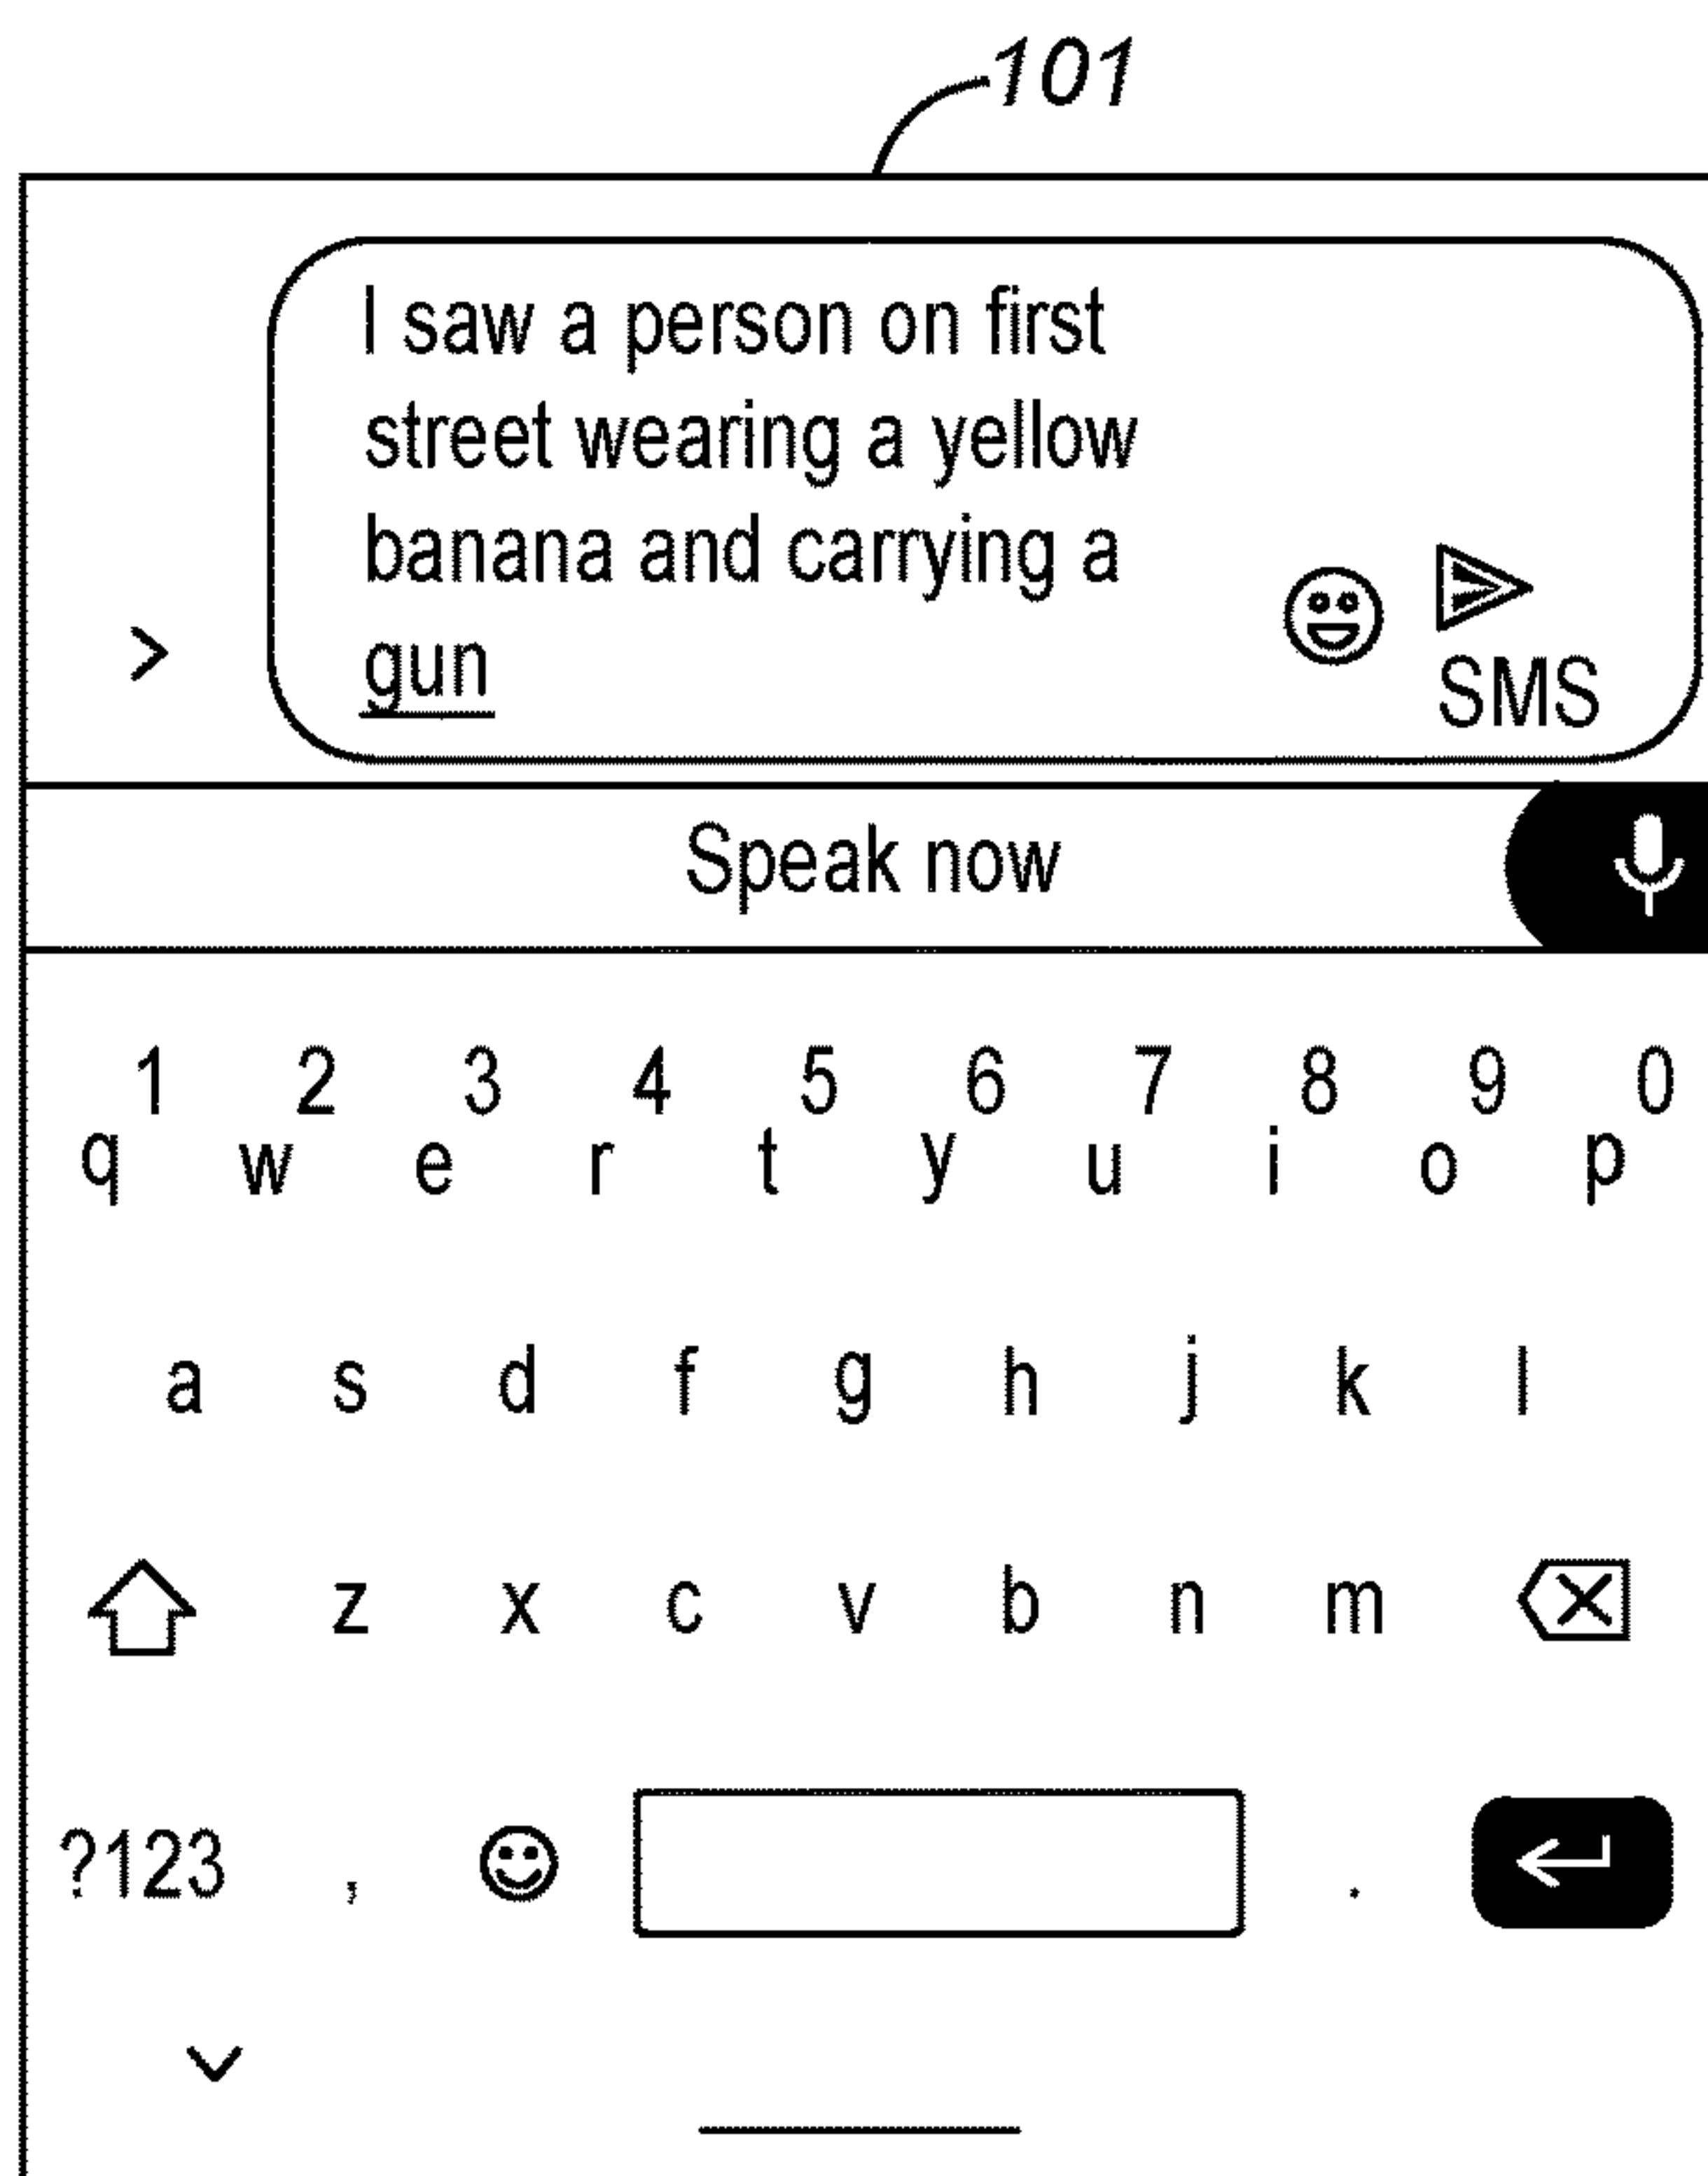 101
I saw a person on first
street wearing a yellow
banana and carrying a
gun
SMS
Speak now
1 2 3 4 5 6 7 8 9 0
q w e r t y u i o p
a s d f g h j k l
z x c v b n m
?123 , .